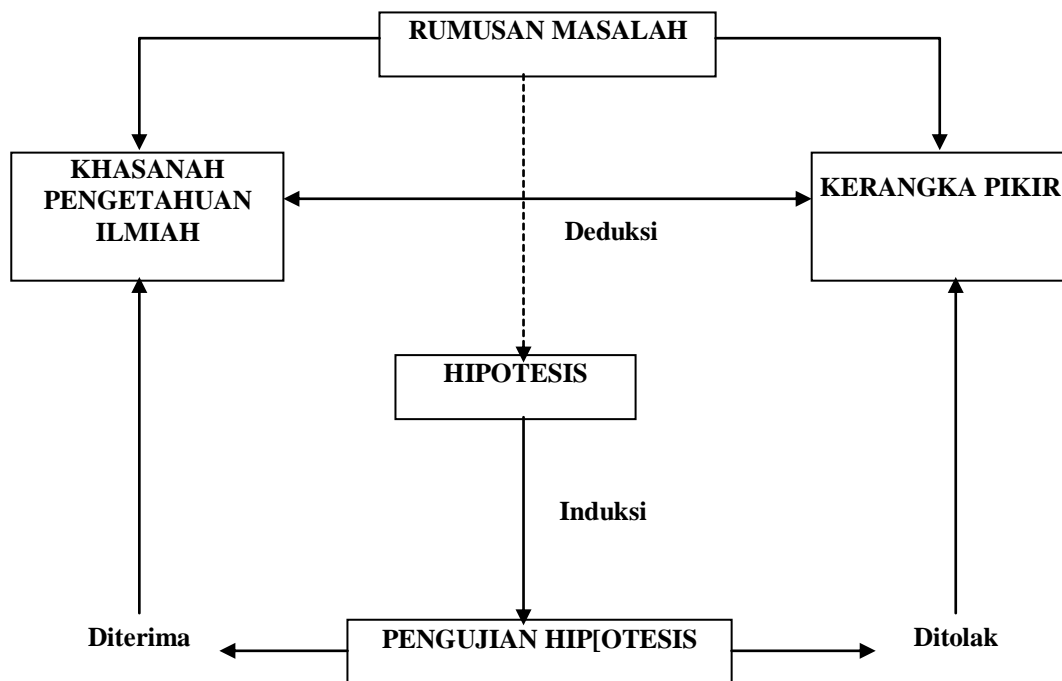 RUMUSAN MASALAH
KHASANAH
PENGETAHUAN
ILMIAH
KERANGKA PIKIR
Deduksi
HIPOTESIS
Induksi
Diterima
PENGUJIAN HIP[OTESIS
Ditolak